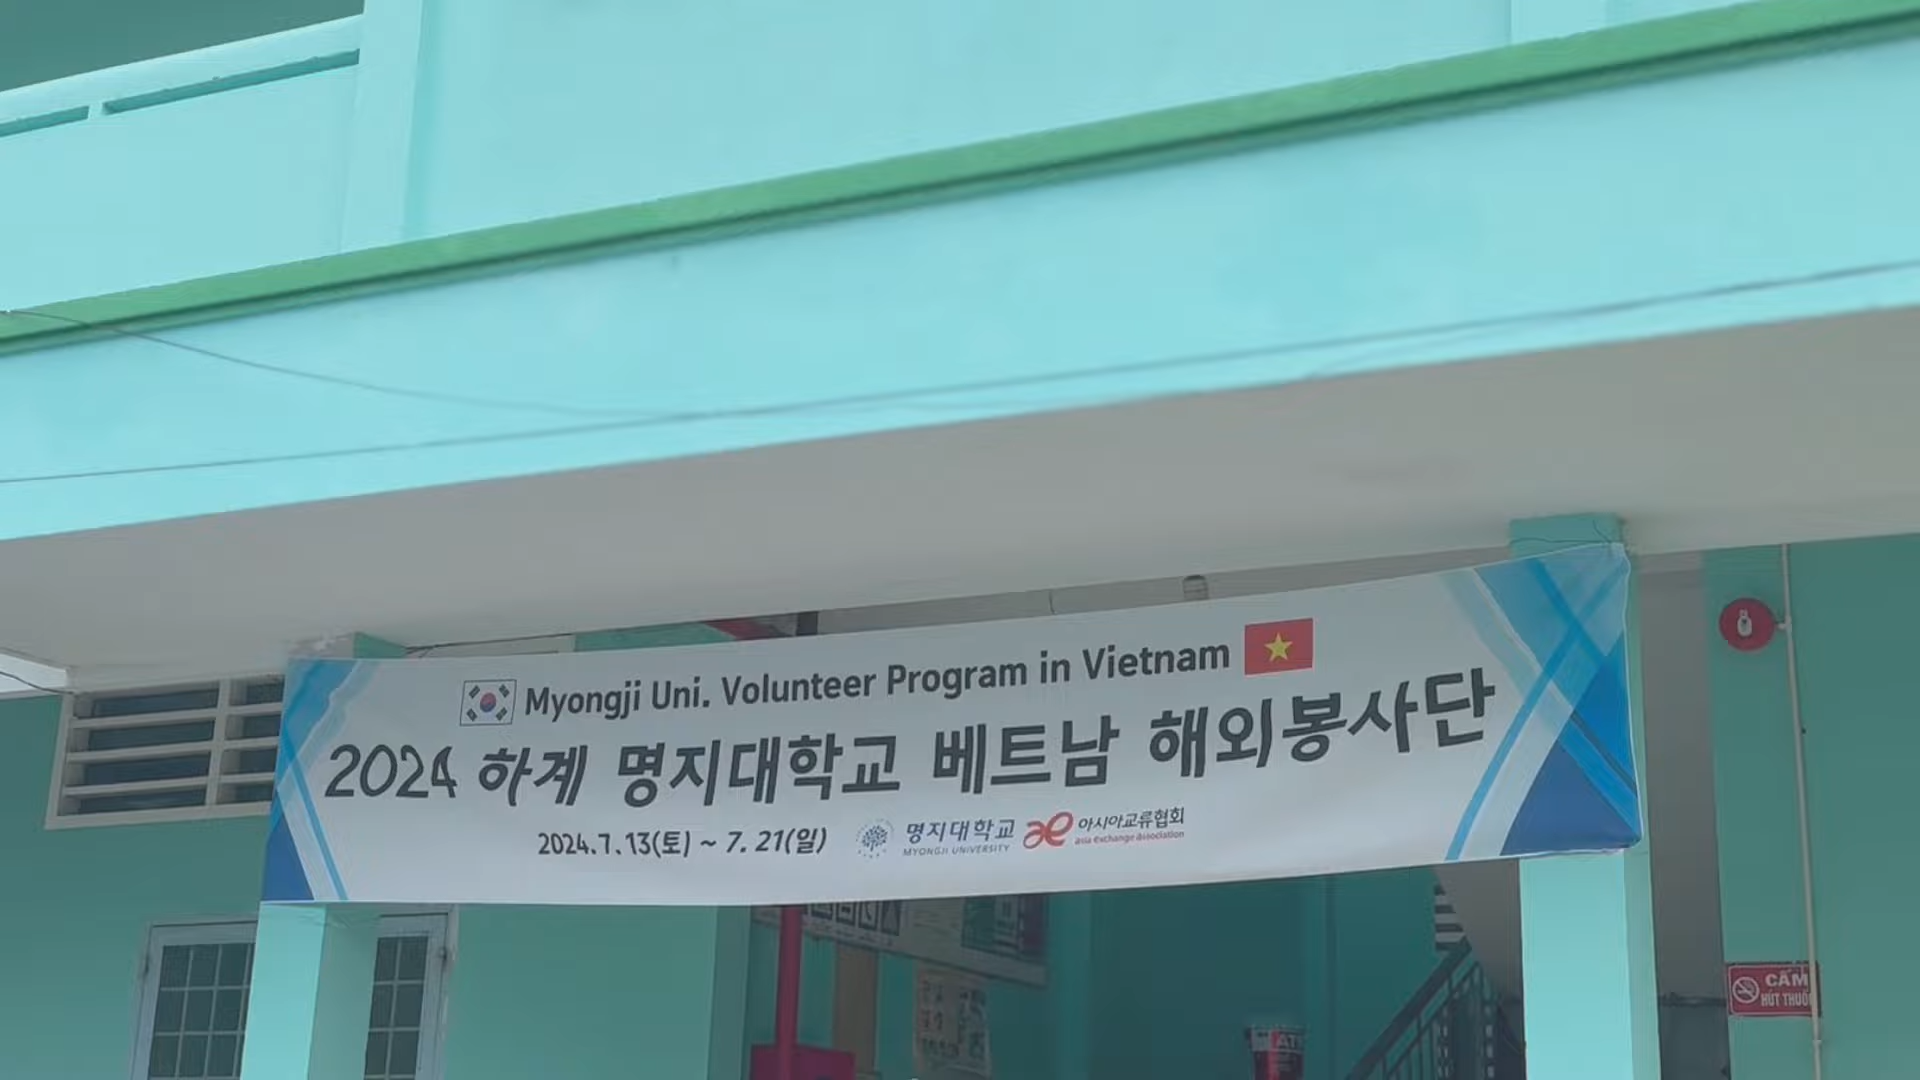 Myongji Uni. Volunteer Program in Vietnam
2024 하계 명지대학교 베트남 해외봉사단
2024.7.13(토) ~ 7.21(일)
명지대학교
MYONGJI UNIVERSITY
ae 아시아교류협회
asia exchange association
CẤM
HÚT THUỐC